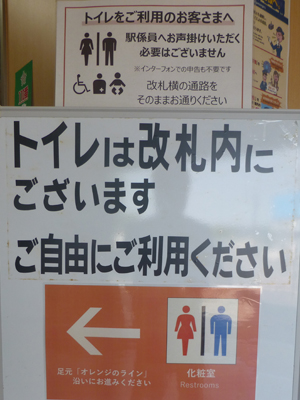 トイレをご利用のお客さまへ
駅係員へお声掛けいただく
必要はございません
※インターフォンでの申告も不要です
改札横の通路を
そのままお通りください
トイレは改札内に
ございます
ご自由にご利用ください
足元「オレンジのライン」
沿いにお進みください
化粧室
Restrooms